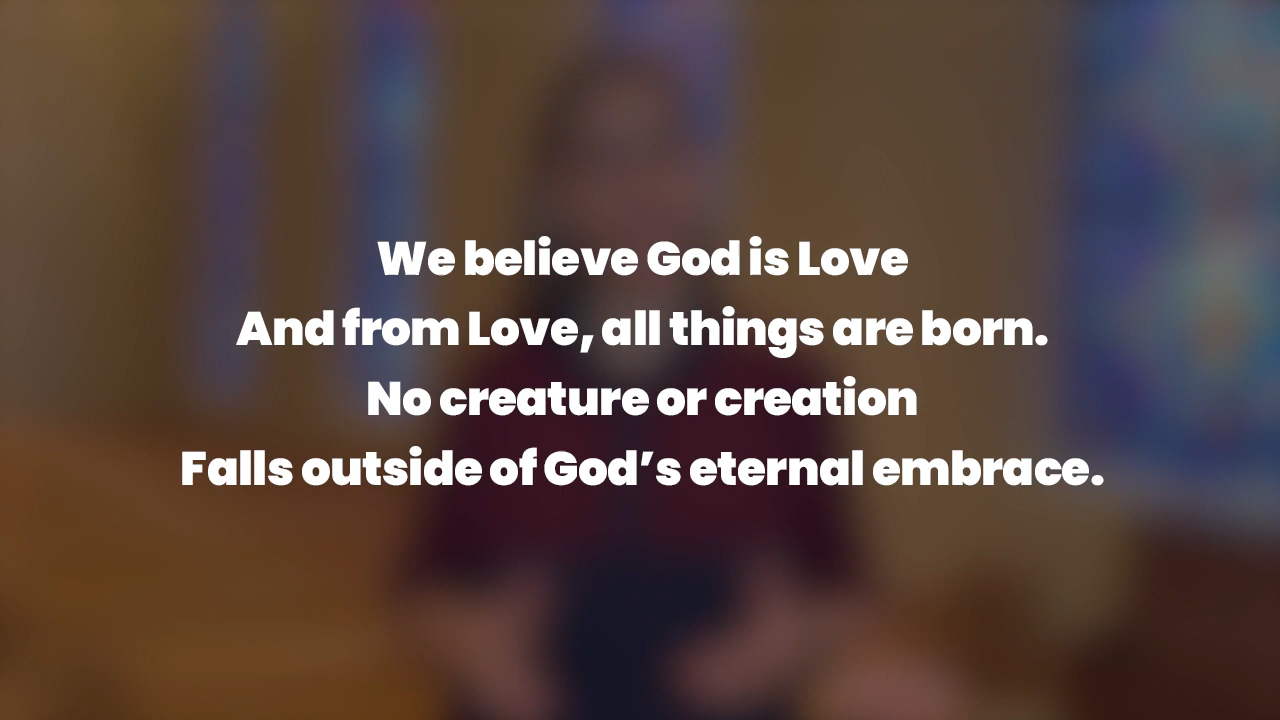 We believe God is Love
And from Love, all things are born.
No creature or creation
Falls outside of God’s eternal embrace.